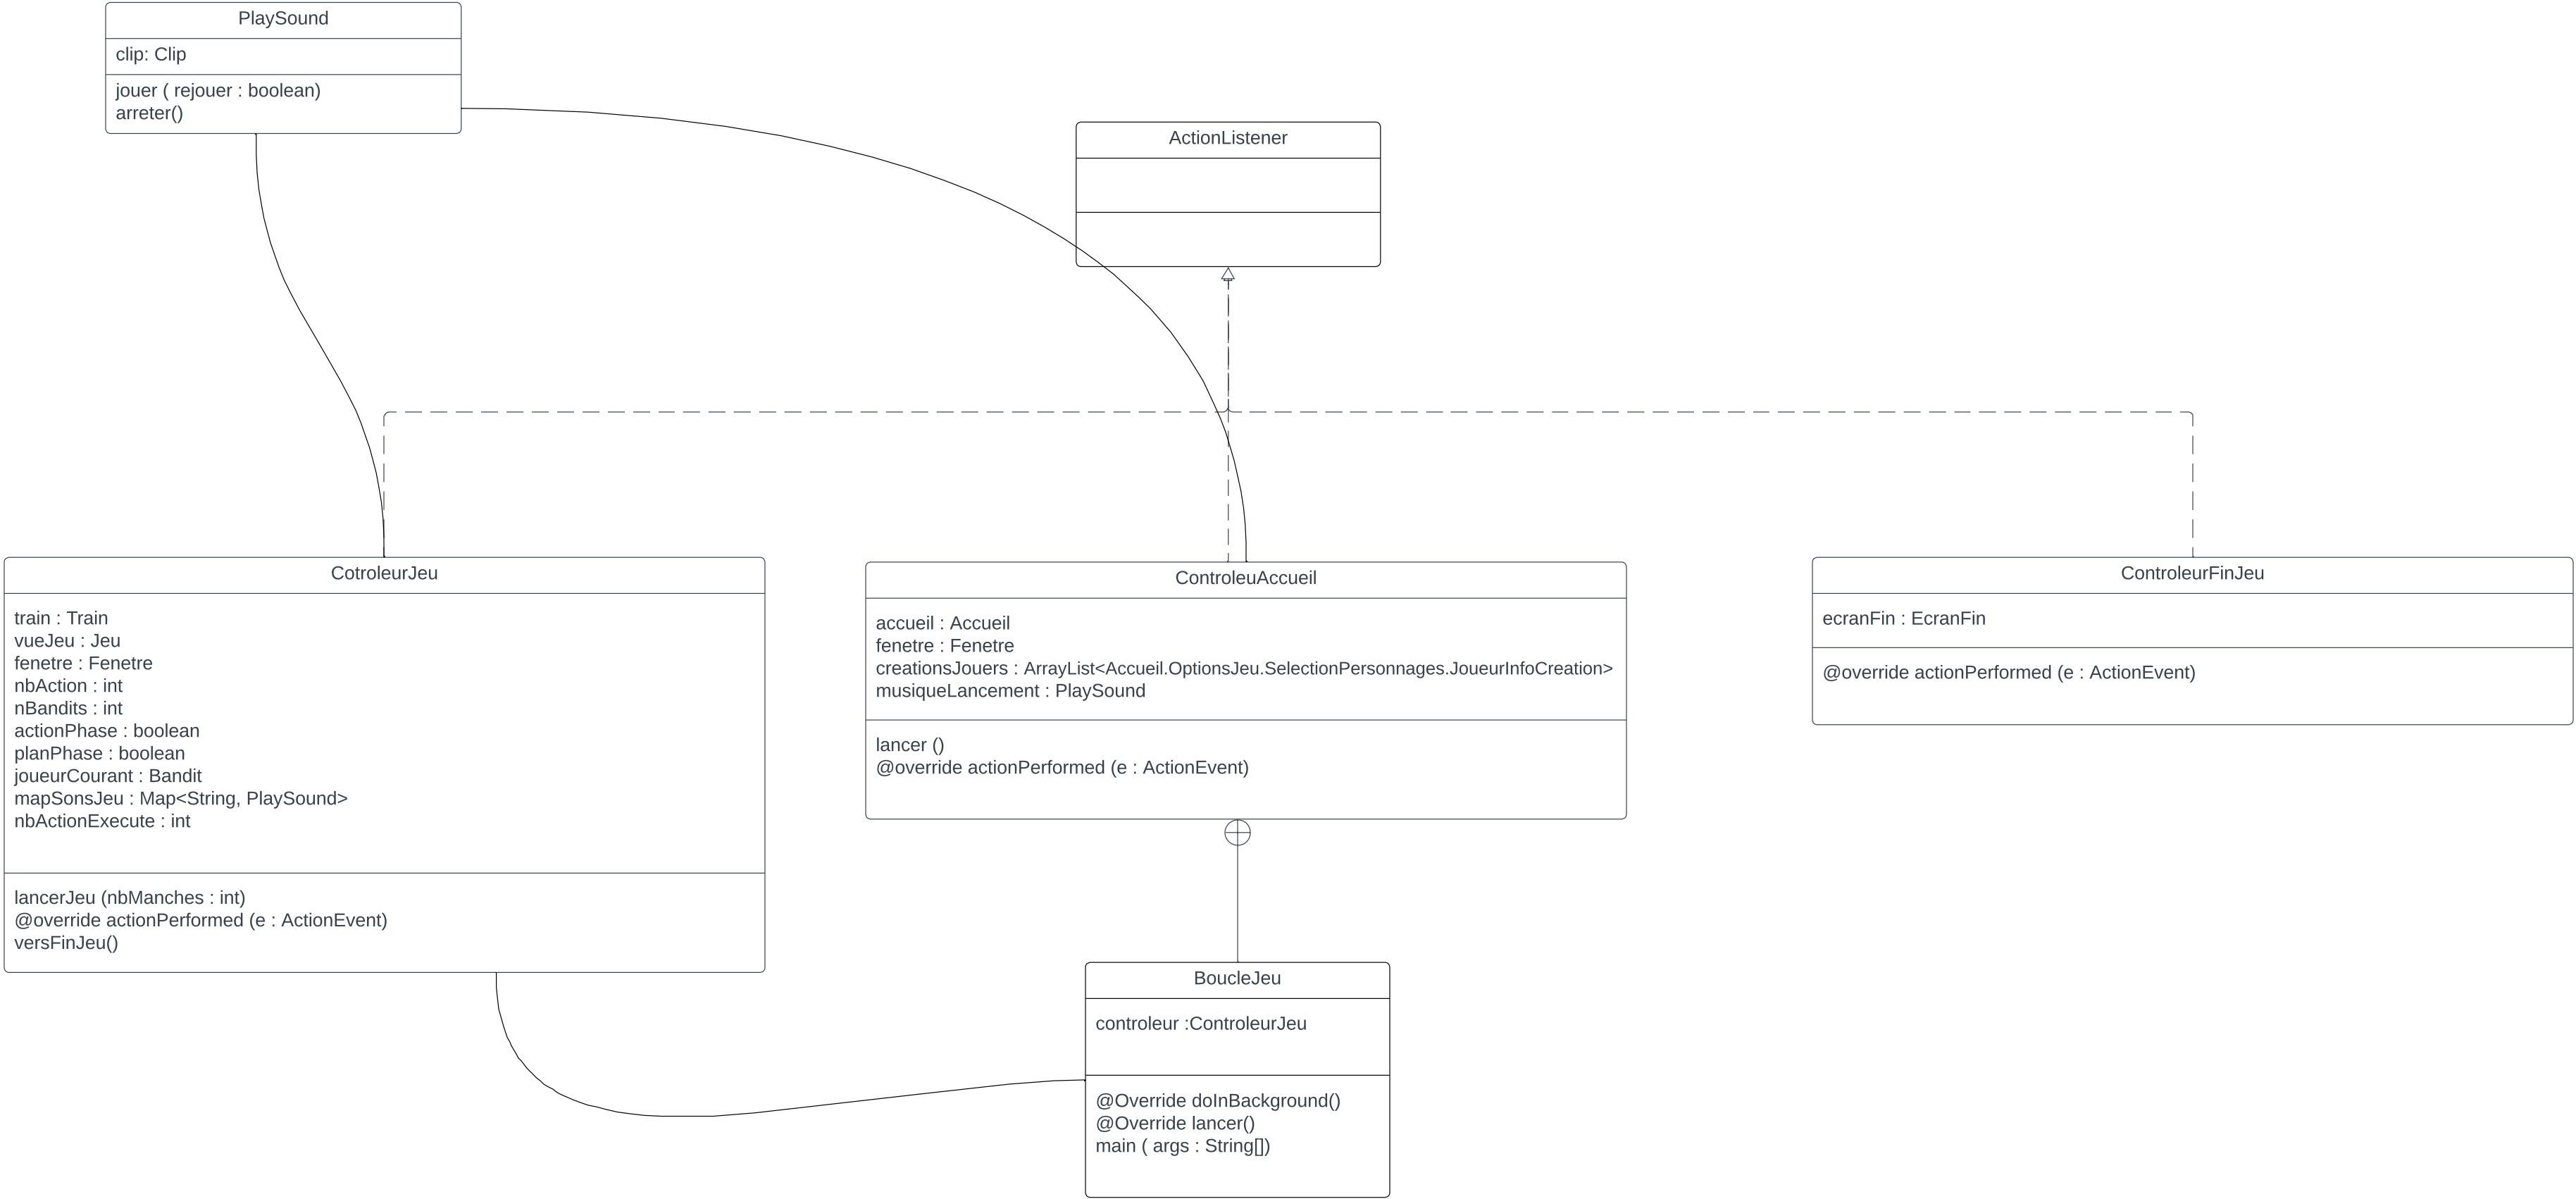 PlaySound
clip: Clip
jouer ( rejouer : boolean)
arreter()
ActionListener
CotroleurJeu
train : Train
vueJeu : Jeu
fenetre : Fenetre
nbAction : int
nBandits : int
actionPhase : boolean
planPhase : boolean
joueurCourant : Bandit
mapSonsJeu : Map<String, PlaySound>
nbActionExecute : int
lancerJeu (nbManches : int)
@override actionPerformed (e : ActionEvent)
versFinJeu()
ControleuAccueil
accueil : Accueil
fenetre : Fenetre
creationsJouers : ArrayList<Accueil.OptionsJeu.SelectionPersonnages.JoueurInfoCreation>
musiqueLancement : PlaySound
lancer ()
@override actionPerformed (e : ActionEvent)
ControleurFinJeu
ecranFin : EcranFin
@override actionPerformed (e : ActionEvent)
BoucleJeu
controleur :ControleurJeu
@Override doInBackground()
@Override lancer()
main ( args : String[])